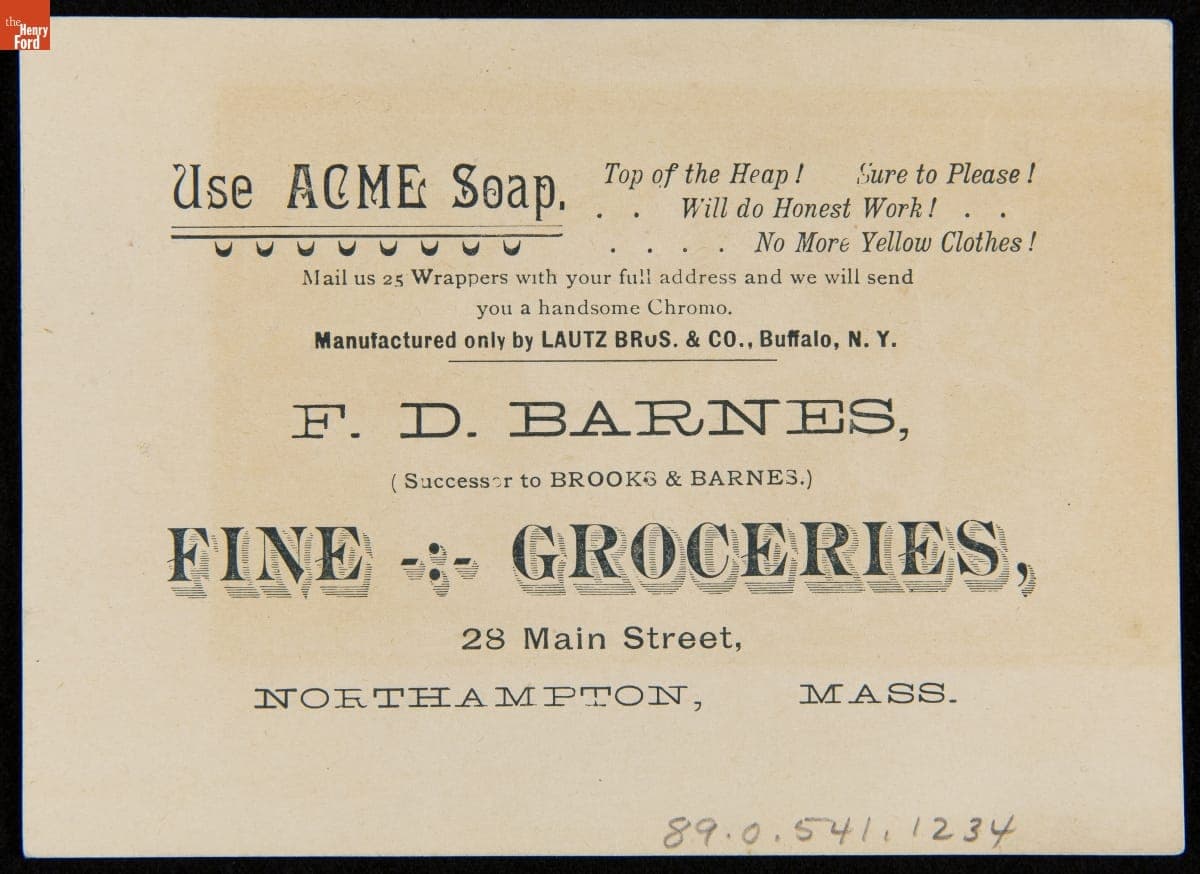 the
Henry
Ford
Use ACME Soap.
Top of the Heap! Sure to Please!
. . Will do Honest Work! . .
. . . . No More Yellow Clothes!
Mail us 25 Wrappers with your full address and we will send
you a handsome Chromo.
Manufactured only by LAUTZ BROS. & CO., Buffalo, N. Y.
F. D. BARNES,
( Successor to BROOKS & BARNES.)
FINE -:- GROCERIES,
28 Main Street,
NORTHAMPTON, MASS.
89.0.541.1234